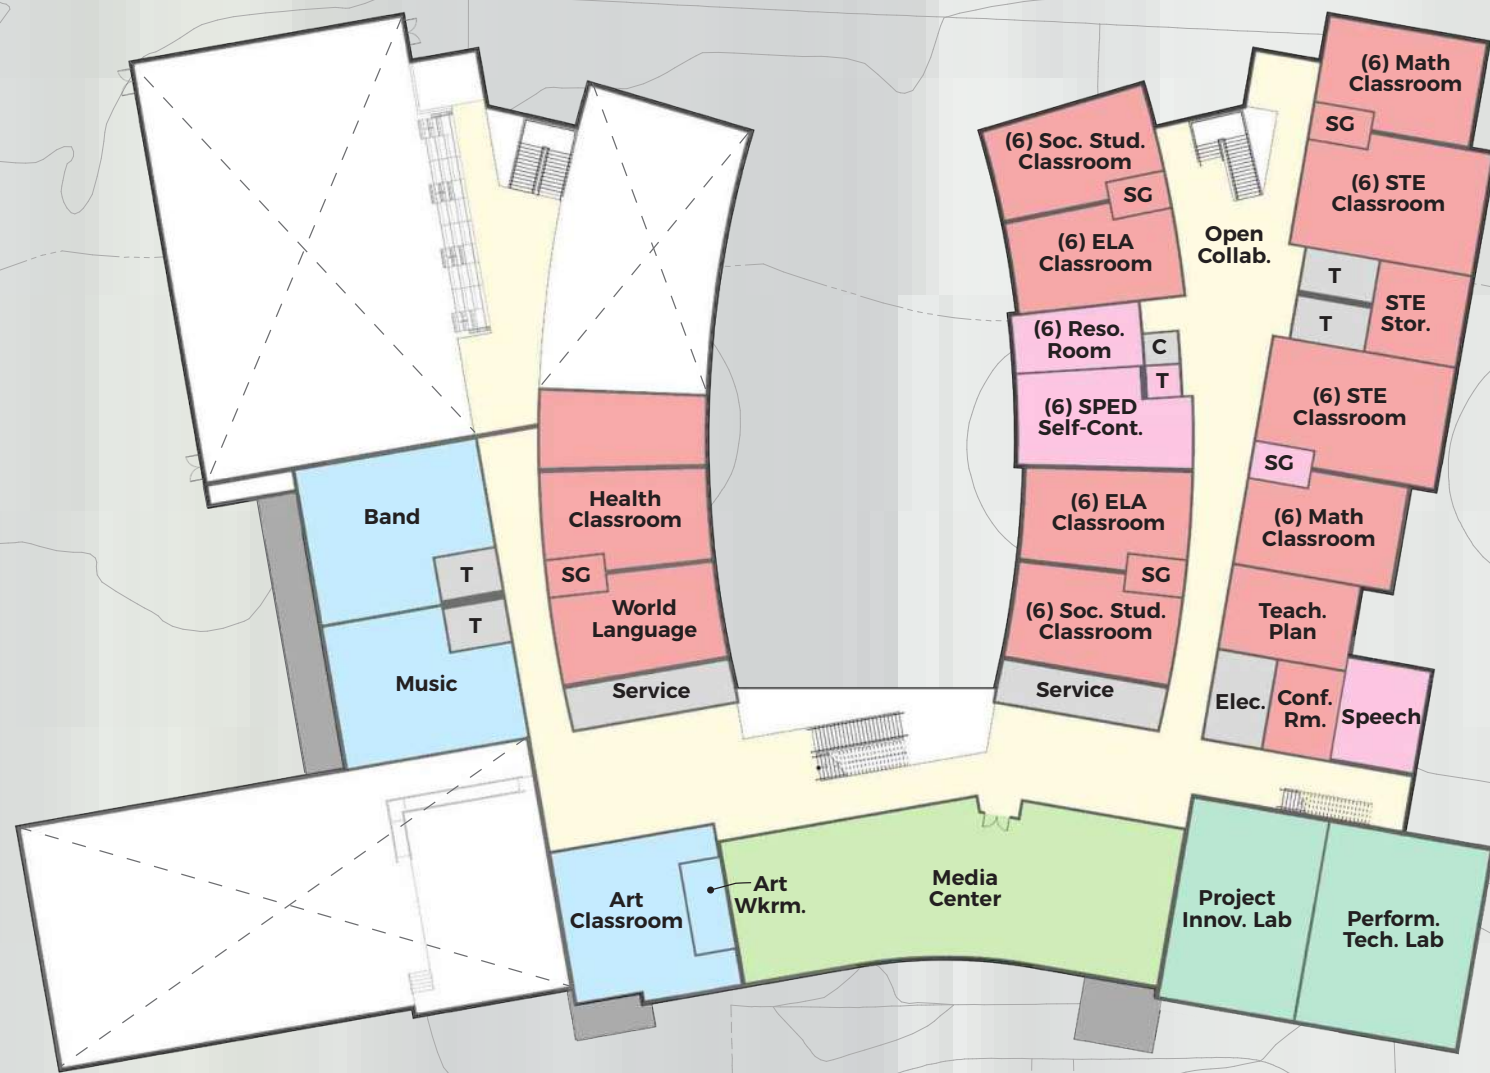 (6) Math
Classroom
SG
(6) STE
Classroom
(6) Soc. Stud.
Classroom
SG
(6) ELA
Classroom
Open
Collab.
T
T
STE
Stor.
(6) Reso.
Room
C
T
(6) SPED
Self-Cont.
(6) STE
Classroom
SG
(6) Math
Classroom
(6) ELA
Classroom
SG
(6) Soc. Stud.
Classroom
Service
Teach.
Plan
Elec.
Conf.
Rm.
Speech
Band
T
T
Music
Health
Classroom
SG
World
Language
Service
Art
Classroom
Art
Wkrm.
Media
Center
Project
Innov. Lab
Perform.
Tech. Lab